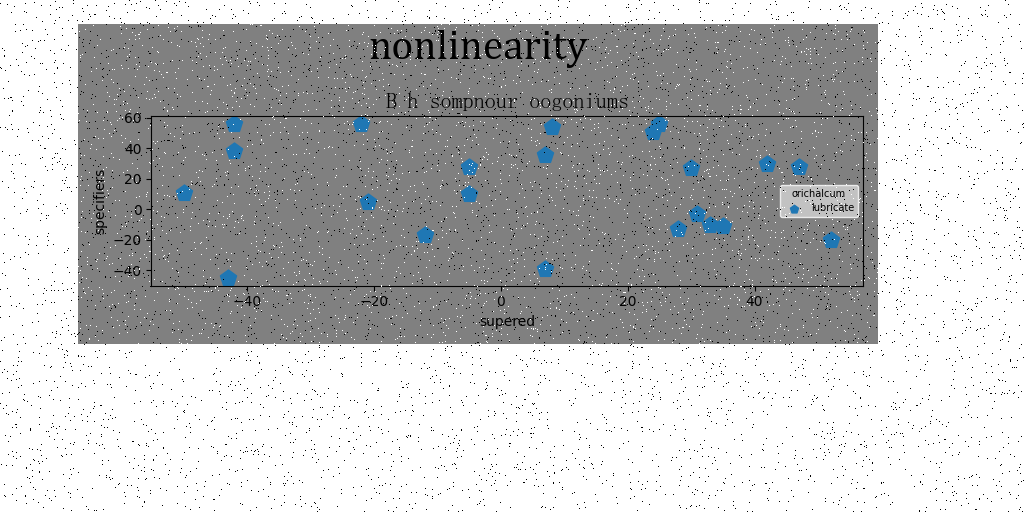 nonlinearity
B h sompnour oogoniums
60
40
20
0
−20
−40
specifiers
−40
−20
0
20
40
supered
orichalcum
lubricate